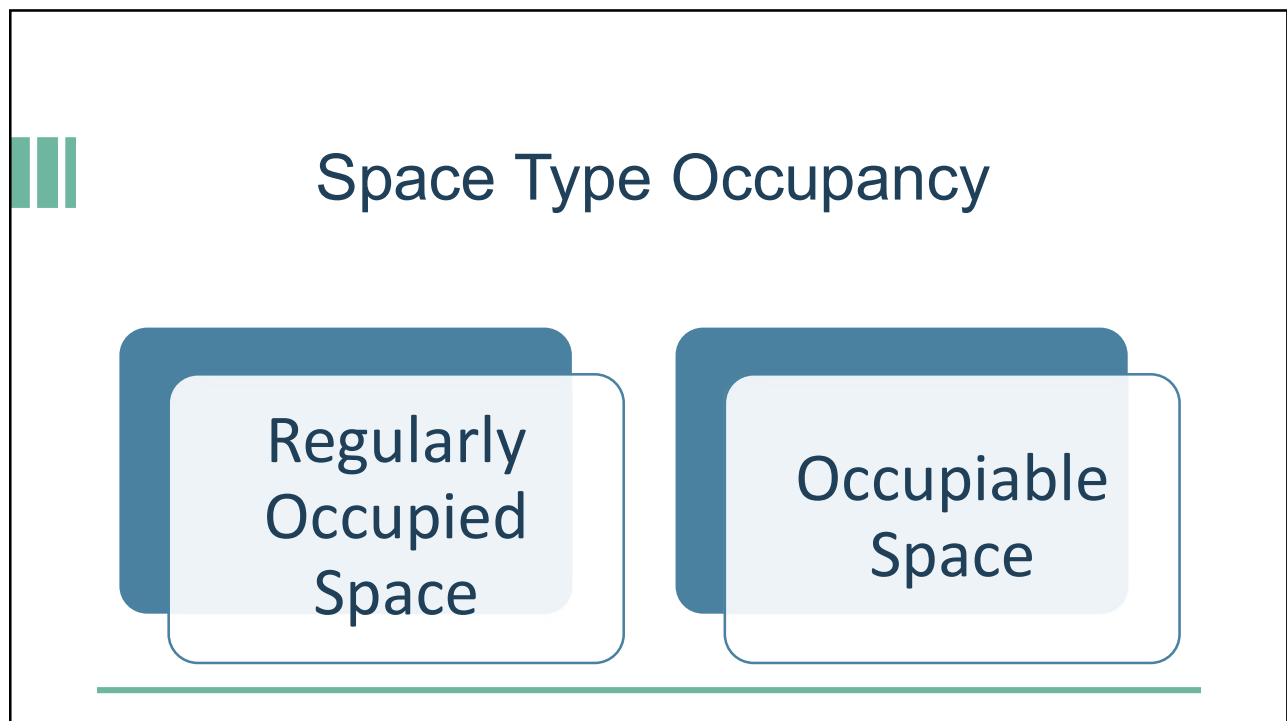 Space Type Occupancy
Regularly
Occupied
Space
Occupiable
Space